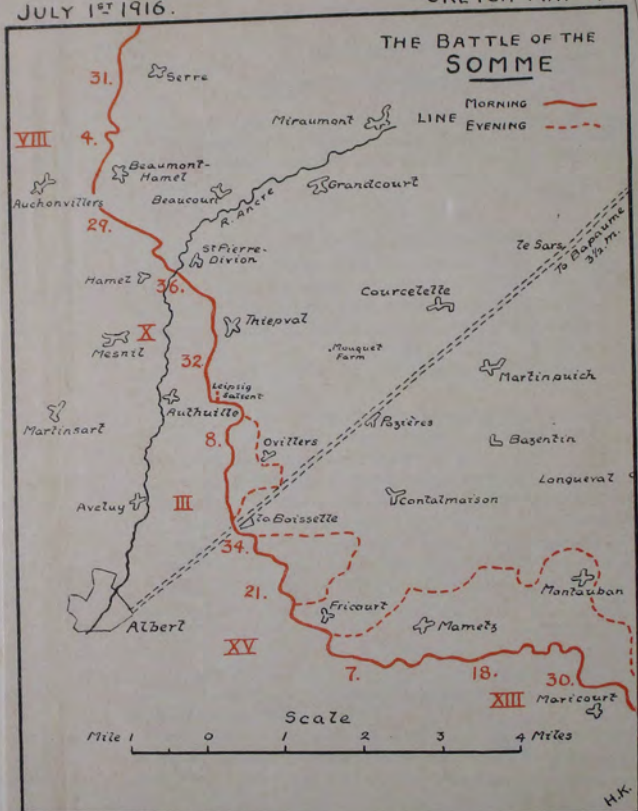 JULY 1ST 1916.
THE BATTLE OF THE
SOMME
LINE
MORNING
EVENING
31.
Serre
Miraumont
VIII
4.
Beaumont-
Hamel
Beaucourt
Grandcourt
Auchonvillers
R. Ancre
29.
St Pierre-
Divion
le Sars
To Bapaume
3½ m.
Hamel
36.
Courcelette
X
Thiepval
Mesnil
Mouquet
Farm
32
Martinpuich
Leipzig
Salient
Authuille
Martinsart
Pozières
8.
Ovillers
Bazentin
Longueval
Aveluy
III
Contalmaison
la Boisselle
34.
Montauban
21.
Fricourt
Albert
Mametz
XV
7.
18.
30.
XIII
Maricourt
Scale
Mile 1 0 1 2 3 4 Miles
H.K.